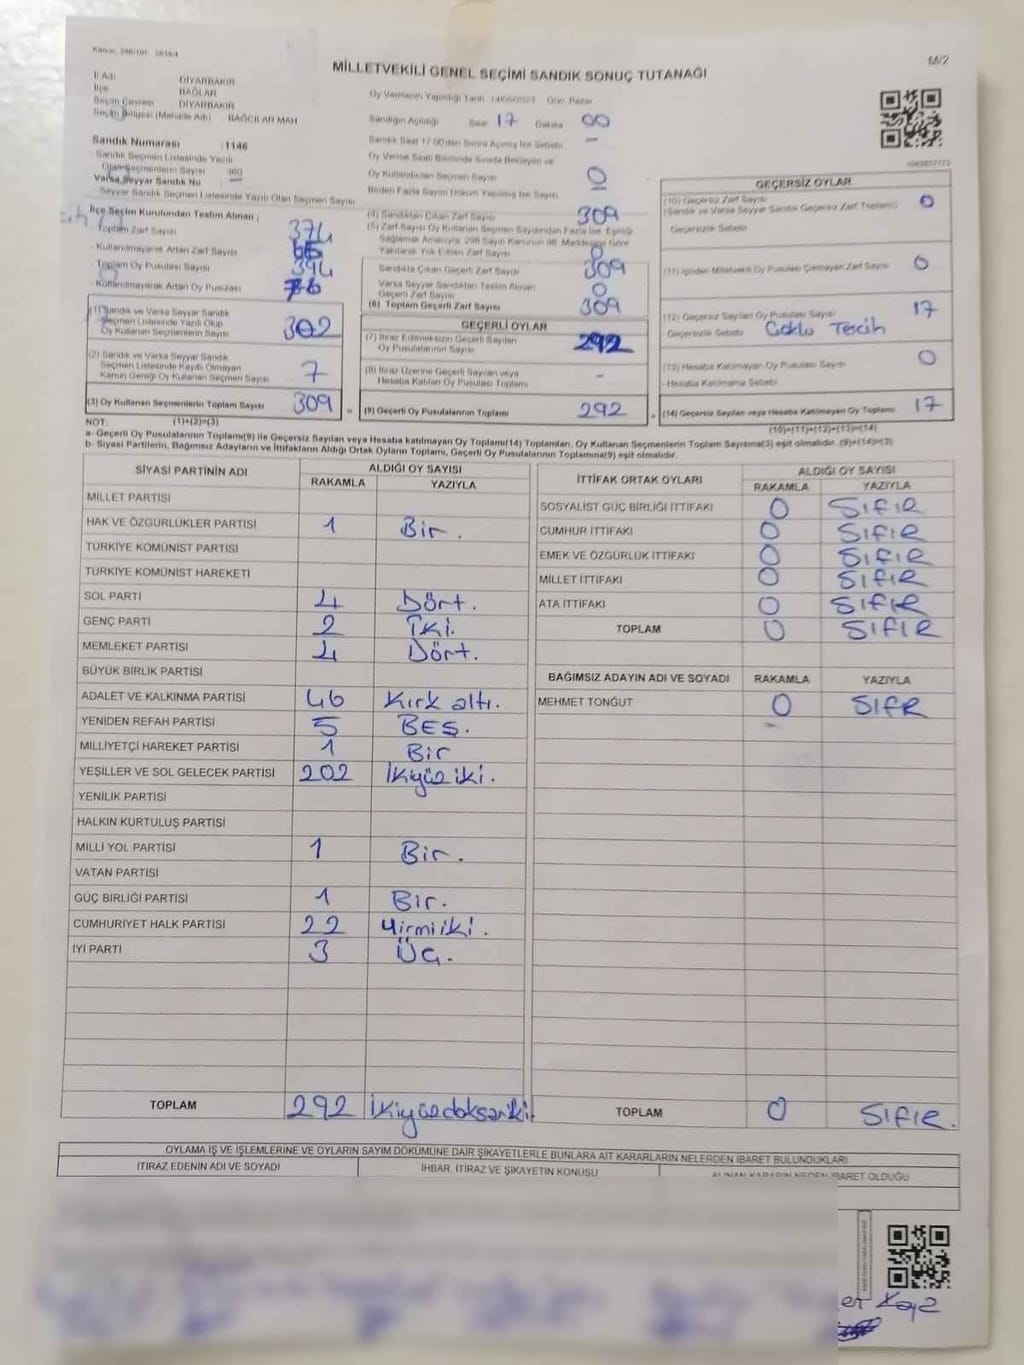 M/2
MİLLETVEKİLİ GENEL SEÇİMİ SANDIK SONUÇ TUTANAĞI
İl Adı DİYARBAKIR
İlçe BAĞLAR
Seçim Çevresi DİYARBAKIR
Seçim Bölgesi (Mahalle Adı) BAĞCILAR MAH
Sandık Numarası : 1146
Sandık Seçmen Listesinde Yazılı
Olan Seçmenlerin Sayısı 360
Varsa Seyyar Sandık No
Seyyar Sandık Seçmen Listesinde Yazılı Olan Seçmen Sayısı
Oy Vermenin Yapıldığı Tarih 14/05/2023 Gün Pazar
Sandığın Açıldığı Saat 17 Dakika 00
Sandık Saat 17:00'den Sonra Açılmış İse Sebebi –
Oy Verme Saati Bitiminde Sırada Bekleyen ve
Oy Kullandırılan Seçmen Sayısı 0
Birden Fazla Sayım Döküm Yapılmış İse Sayısı –
İlçe Seçim Kurulundan Teslim Alınan ;
- Toplam Zarf Sayısı 374
- Kullanılmayarak Artan Zarf Sayısı
- Toplam Oy Pusulası Sayısı
- Kullanılmayarak Artan Oy Pusulası
(1) Sandık ve Varsa Seyyar Sandık
Seçmen Listesinde Yazılı Olup
Oy Kullanan Seçmenlerin Sayısı 302
(2) Sandık ve Varsa Seyyar Sandık
Seçmen Listesinde Kayıtlı Olmayan
Kanun Gereği Oy Kullanan Seçmen Sayısı 7
(3) Oy Kullanan Seçmenlerin Toplam Sayısı 309
(1)+(2)=(3)
(4) Sandıktan Çıkan Zarf Sayısı 309
(5) Zarf Sayısı Oy Kullanan Seçmen Sayısından Fazla İse, Eşitliği
Sağlamak Amacıyla, 298 Sayılı Kanunun 98. Maddesine Göre
Yakılarak Yok Edilen Zarf Sayısı 0
Sandıkta Çıkan Geçerli Zarf Sayısı 309
Varsa Seyyar Sandıktan Teslim Alınan
Geçerli Zarf Sayısı 0
(6) Toplam Geçerli Zarf Sayısı 309
GEÇERLİ OYLAR
(7) İtiraz Edilmeksizin Geçerli Sayılan
Oy Pusulalarının Sayısı 292
(8) İtiraz Üzerine Geçerli Sayılan veya
Hesaba Katılan Oy Pusulası Toplamı –
(9) Geçerli Oy Pusulalarının Toplamı 292
GEÇERSİZ OYLAR
(10) Geçersiz Zarf Sayısı 0
(Sandık ve Varsa Seyyar Sandık Geçersiz Zarf Toplamı)
Geçersizlik Sebebi
(11) İçinden Milletvekili Oy Pusulası Çıkmayan Zarf Sayısı 0
(12) Geçersiz Sayılan Oy Pusulası Sayısı 17
- Geçersizlik Sebebi Çoklu Tercih
(13) Hesaba Katılmayan Oy Pusulası Sayısı 0
- Hesaba Katılmama Sebebi
(14) Geçersiz Sayılan veya Hesaba Katılmayan Oy Toplamı 17
(10)+(11)+(12)+(13)=(14)
NOT:
a- Geçerli Oy Pusulalarının Toplamı(9) ile Geçersiz Sayılan veya Hesaba katılmayan Oy Toplamı(14) Toplamları, Oy Kullanan Seçmenlerin Toplam Sayısına(3) eşit olmalıdır. (9)+(14)=(3)
b- Siyasi Partilerin, Bağımsız Adayların ve İttifakların Aldığı Ortak Oyların Toplamı, Geçerli Oy Pusulalarının Toplamına(9) eşit olmalıdır.
SİYASİ PARTİNİN ADI ALDIĞI OY SAYISI
RAKAMLA YAZIYLA
MİLLET PARTİSİ
HAK VE ÖZGÜRLÜKLER PARTİSİ 1 Bir.
TÜRKİYE KOMÜNİST PARTİSİ
TÜRKİYE KOMÜNİST HAREKETİ
SOL PARTİ 4 Dört.
GENÇ PARTİ 2 İki.
MEMLEKET PARTİSİ 4 Dört.
BÜYÜK BİRLİK PARTİSİ
ADALET VE KALKINMA PARTİSİ 46 Kırk altı.
YENİDEN REFAH PARTİSİ 5 BEŞ.
MİLLİYETÇİ HAREKET PARTİSİ 1 Bir
YEŞİLLER VE SOL GELECEK PARTİSİ 202 İkiyüz iki.
YENİLİK PARTİSİ
HALKIN KURTULUŞ PARTİSİ
MİLLİ YOL PARTİSİ 1 Bir.
VATAN PARTİSİ
GÜÇ BİRLİĞİ PARTİSİ 1 Bir.
CUMHURİYET HALK PARTİSİ 22 Yirmi iki.
İYİ PARTİ 3 Üç.
TOPLAM 292 İkiyüzdoksaniki
İTTİFAK ORTAK OYLARI ALDIĞI OY SAYISI
RAKAMLA YAZIYLA
SOSYALİST GÜÇ BİRLİĞİ İTTİFAKI 0 SIFIR
CUMHUR İTTİFAKI 0 SIFIR
EMEK VE ÖZGÜRLÜK İTTİFAKI 0 SIFIR
MİLLET İTTİFAKI 0 SIFIR
ATA İTTİFAKI 0 SIFIR
TOPLAM 0 SIFIR
BAĞIMSIZ ADAYIN ADI VE SOYADI RAKAMLA YAZIYLA
MEHMET TONĞUT 0 SIFR
TOPLAM 0 SIFIR.
OYLAMA İŞ VE İŞLEMLERİNE VE OYLARIN SAYIM DÖKÜMÜNE DAİR ŞİKAYETLERLE BUNLARA AİT KARARLARIN NELERDEN İBARET BULUNDUKLARI
İTİRAZ EDENİN ADI VE SOYADI İHBAR, İTİRAZ VE ŞİKAYETİN KONUSU ALINAN KARARIN NEDEN İBARET OLDUĞU